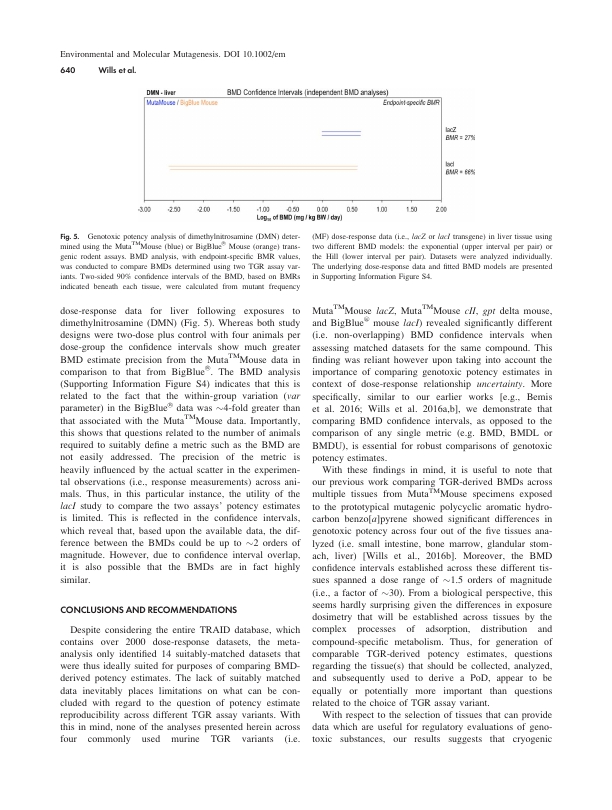 Environmental and Molecular Mutagenesis. DOI 10.1002/em
640 Wills et al.
DMN - liver BMD Confidence Intervals (independent BMD analyses)
MutaMouse / BigBlue Mouse Endpoint-specific BMR
lacZ
BMR = 27%
lacI
BMR = 66%
-3.00 -2.50 -2.00 -1.50 -1.00 -0.50 0.00 0.50 1.00 1.50 2.00
Log₁₀ of BMD (mg / kg BW / day)
Fig. 5. Genotoxic potency analysis of dimethylnitrosamine (DMN) deter-
mined using the Muta™Mouse (blue) or BigBlue® Mouse (orange) trans-
genic rodent assays. BMD analysis, with endpoint-specific BMR values,
was conducted to compare BMDs determined using two TGR assay var-
iants. Two-sided 90% confidence intervals of the BMD, based on BMRs
indicated beneath each tissue, were calculated from mutant frequency
(MF) dose-response data (i.e., lacZ or lacI transgene) in liver tissue using
two different BMD models: the exponential (upper interval per pair) or
the Hill (lower interval per pair). Datasets were analyzed individually.
The underlying dose-response data and fitted BMD models are presented
in Supporting Information Figure S4.
dose-response data for liver following exposures to
dimethylnitrosamine (DMN) (Fig. 5). Whereas both study
designs were two-dose plus control with four animals per
dose-group the confidence intervals show much greater
BMD estimate precision from the Muta™Mouse data in
comparison to that from BigBlue®. The BMD analysis
(Supporting Information Figure S4) indicates that this is
related to the fact that the within-group variation (var
parameter) in the BigBlue® data was ∼4-fold greater than
that associated with the Muta™Mouse data. Importantly,
this shows that questions related to the number of animals
required to suitably define a metric such as the BMD are
not easily addressed. The precision of the metric is
heavily influenced by the actual scatter in the experimen-
tal observations (i.e., response measurements) across ani-
mals. Thus, in this particular instance, the utility of the
lacI study to compare the two assays' potency estimates
is limited. This is reflected in the confidence intervals,
which reveal that, based upon the available data, the dif-
ference between the BMDs could be up to ∼2 orders of
magnitude. However, due to confidence interval overlap,
it is also possible that the BMDs are in fact highly
similar.
CONCLUSIONS AND RECOMMENDATIONS
Despite considering the entire TRAID database, which
contains over 2000 dose-response datasets, the meta-
analysis only identified 14 suitably-matched datasets that
were thus ideally suited for purposes of comparing BMD-
derived potency estimates. The lack of suitably matched
data inevitably places limitations on what can be con-
cluded with regard to the question of potency estimate
reproducibility across different TGR assay variants. With
this in mind, none of the analyses presented herein across
four commonly used murine TGR variants (i.e.
Muta™Mouse lacZ, Muta™Mouse cII, gpt delta mouse,
and BigBlue® mouse lacI) revealed significantly different
(i.e. non-overlapping) BMD confidence intervals when
assessing matched datasets for the same compound. This
finding was reliant however upon taking into account the
importance of comparing genotoxic potency estimates in
context of dose-response relationship uncertainty. More
specifically, similar to our earlier works [e.g., Bemis
et al. 2016; Wills et al. 2016a,b], we demonstrate that
comparing BMD confidence intervals, as opposed to the
comparison of any single metric (e.g. BMD, BMDL or
BMDU), is essential for robust comparisons of genotoxic
potency estimates.
With these findings in mind, it is useful to note that
our previous work comparing TGR-derived BMDs across
multiple tissues from Muta™Mouse specimens exposed
to the prototypical mutagenic polycyclic aromatic hydro-
carbon benzo[a]pyrene showed significant differences in
genotoxic potency across four out of the five tissues ana-
lyzed (i.e. small intestine, bone marrow, glandular stom-
ach, liver) [Wills et al., 2016b]. Moreover, the BMD
confidence intervals established across these different tis-
sues spanned a dose range of ∼1.5 orders of magnitude
(i.e., a factor of ∼30). From a biological perspective, this
seems hardly surprising given the differences in exposure
dosimetry that will be established across tissues by the
complex processes of adsorption, distribution and
compound-specific metabolism. Thus, for generation of
comparable TGR-derived potency estimates, questions
regarding the tissue(s) that should be collected, analyzed,
and subsequently used to derive a PoD, appear to be
equally or potentially more important than questions
related to the choice of TGR assay variant.
With respect to the selection of tissues that can provide
data which are useful for regulatory evaluations of geno-
toxic substances, our results suggests that cryogenic